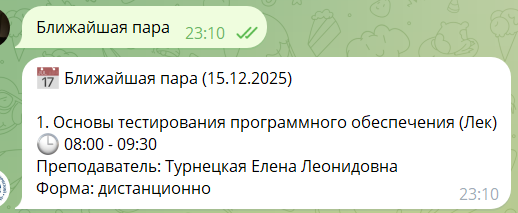 Ближайшая пара
23:10
17 Ближайшая пара (15.12.2025)
1. Основы тестирования программного обеспечения (Лек)
08:00 - 09:30
Преподаватель: Турнецкая Елена Леонидовна
Форма: дистанционно
23:10